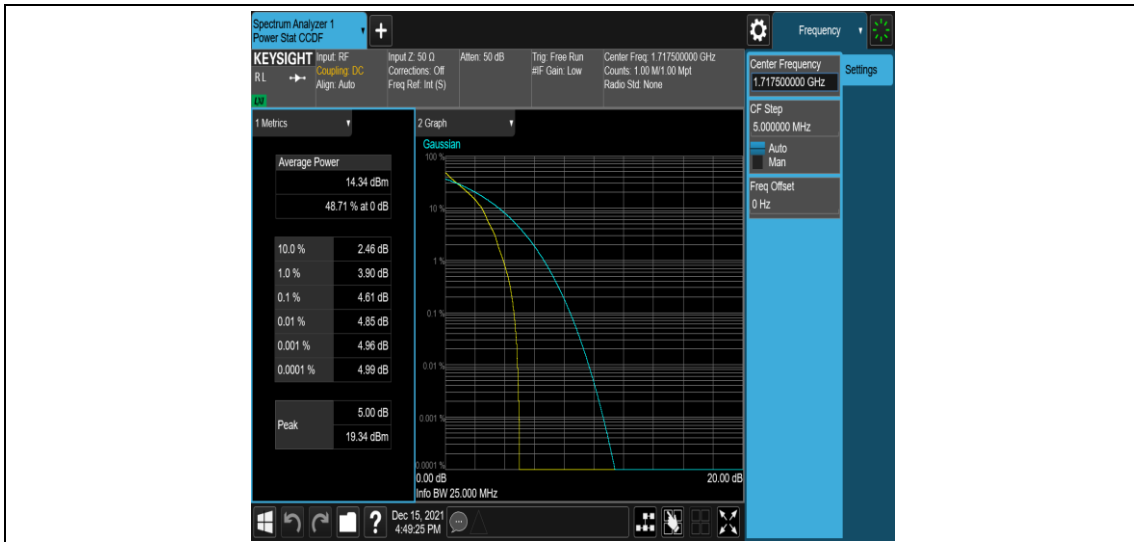 Spectrum Analyzer 1
Power Stat CCDF
+
Frequency
KEYSIGHT
RL
LXI
Input: RF
Coupling: DC
Align: Auto
Input Z: 50 Ω
Corrections: Off
Freq Ref: Int (S)
Atten: 50 dB
Trig: Free Run
#IF Gain: Low
Center Freq: 1.717500000 GHz
Counts: 1.00 M/1.00 Mpt
Radio Std: None
Center Frequency
1.717500000 GHz
Settings
CF Step
5.000000 MHz
Auto
Man
Freq Offset
0 Hz
1 Metrics
Average Power
14.34 dBm
48.71 % at 0 dB
10.0 % 2.46 dB
1.0 % 3.90 dB
0.1 % 4.61 dB
0.01 % 4.85 dB
0.001 % 4.96 dB
0.0001 % 4.99 dB
Peak
5.00 dB
19.34 dBm
2 Graph
Gaussian
100 %
10 %
1 %
0.1 %
0.01 %
0.001 %
0.0001 %
0.00 dB 20.00 dB
Info BW 25.000 MHz
?
Dec 15, 2021
4:49:25 PM